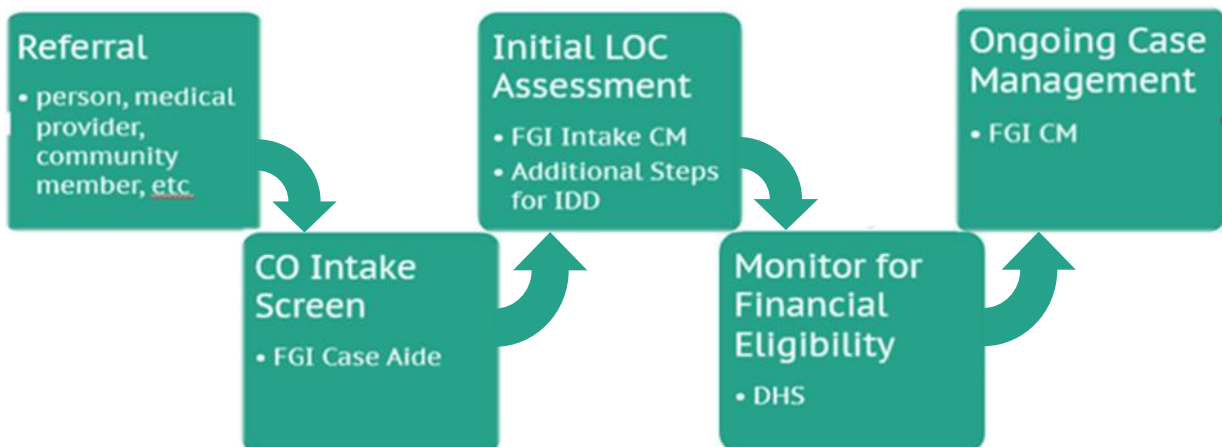 Referral
• person, medical
provider,
community
member, etc
CO Intake
Screen
• FGI Case Aide
Initial LOC
Assessment
• FGI Intake CM
• Additional Steps
for IDD
Monitor for
Financial
Eligibility
• DHS
Ongoing Case
Management
• FGI CM